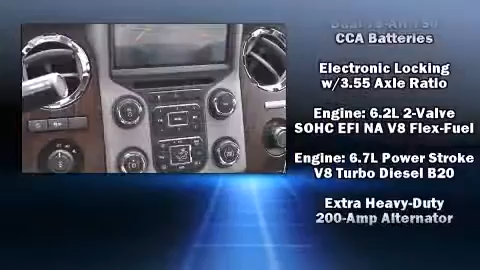 CCA Batteries
Electronic Locking
w/3.55 Axle Ratio
Engine: 6.2L 2-Valve
SOHC EFI NA V8 Flex-Fuel
Engine: 6.7L Power Stroke
V8 Turbo Diesel B20
Extra Heavy-Duty
200-Amp Alternator